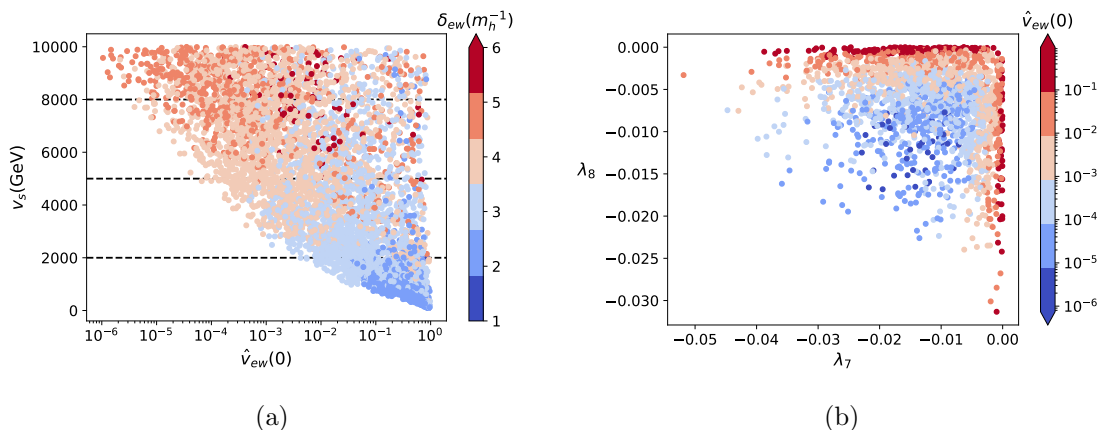 δ_ew(m_h^{-1})
10000
8000
6000
4000
2000
0
v_s(GeV)
10^{-6} 10^{-5} 10^{-4} 10^{-3} 10^{-2} 10^{-1} 10^0
v̂_ew(0)
6
5
4
3
2
1
(a)
v̂_ew(0)
0.000
−0.005
−0.010
−0.015
−0.020
−0.025
−0.030
λ_8
−0.05 −0.04 −0.03 −0.02 −0.01 0.00
λ_7
10^{-1}
10^{-2}
10^{-3}
10^{-4}
10^{-5}
10^{-6}
(b)